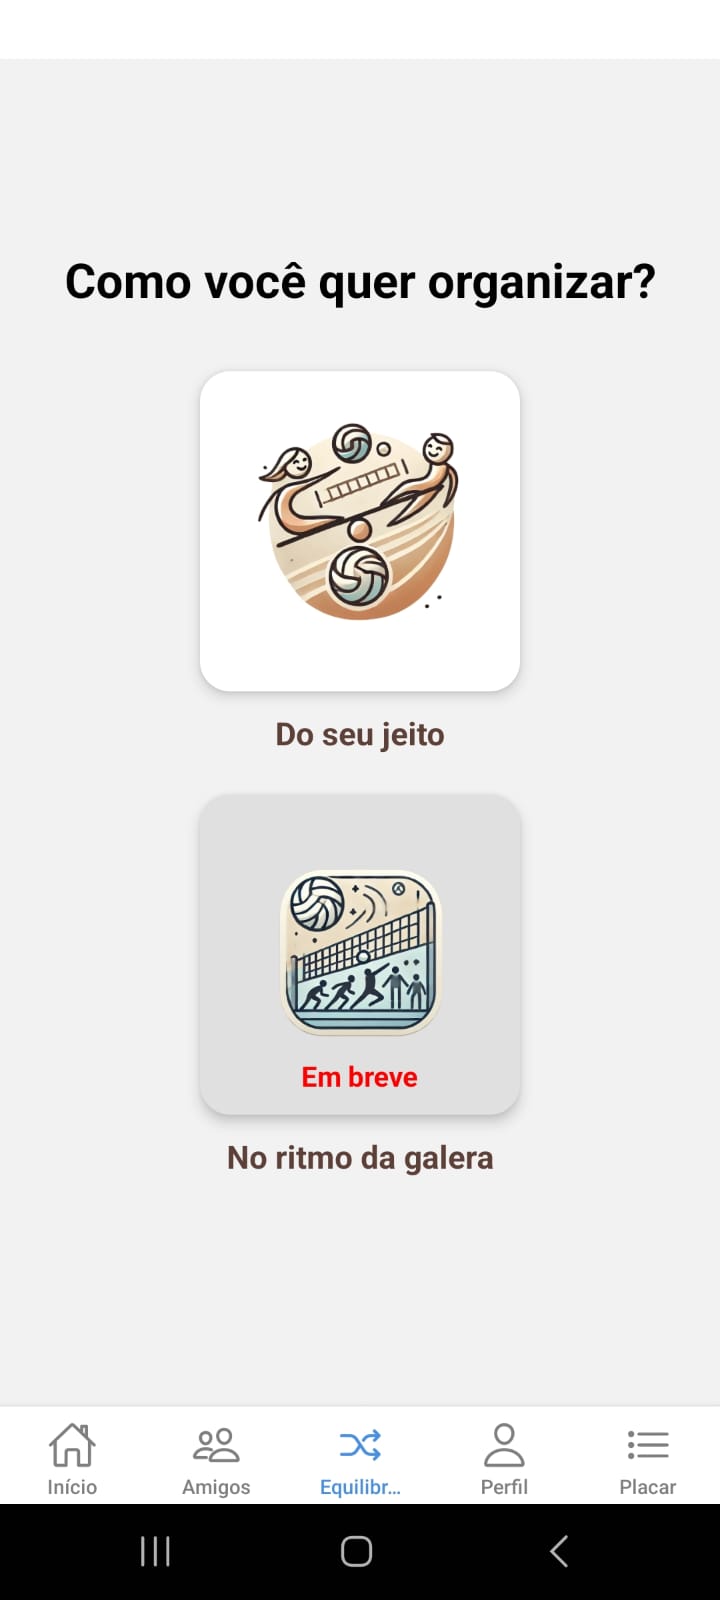 Como você quer organizar?
Do seu jeito
Em breve
No ritmo da galera
Início
Amigos
Equilibr...
Perfil
Placar